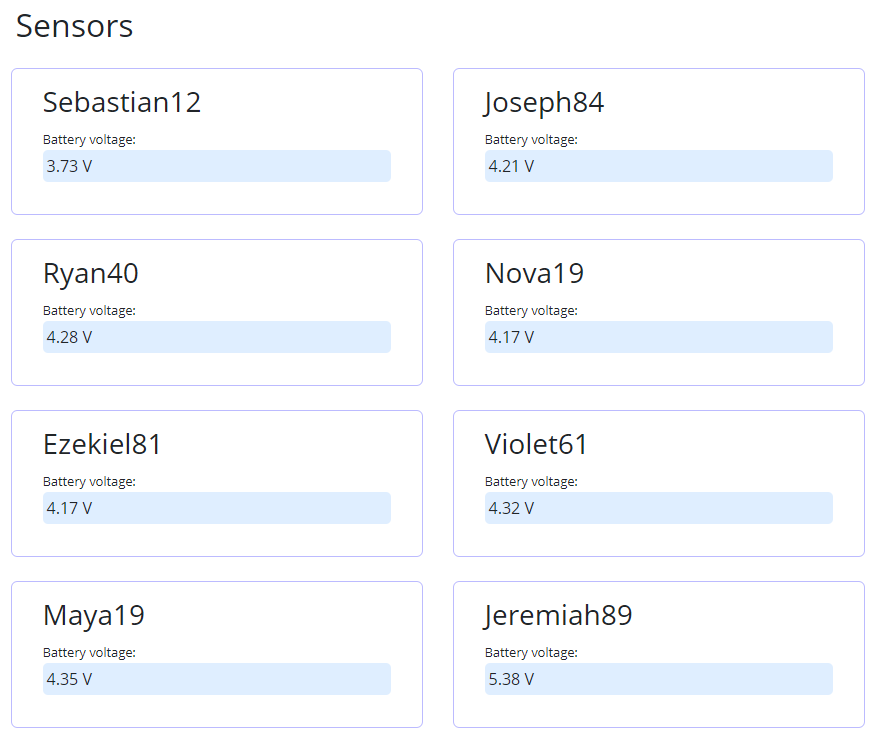 Sensors
Sebastian12
Battery voltage:
3.73 V
Joseph84
Battery voltage:
4.21 V
Ryan40
Battery voltage:
4.28 V
Nova19
Battery voltage:
4.17 V
Ezekiel81
Battery voltage:
4.17 V
Violet61
Battery voltage:
4.32 V
Maya19
Battery voltage:
4.35 V
Jeremiah89
Battery voltage:
5.38 V